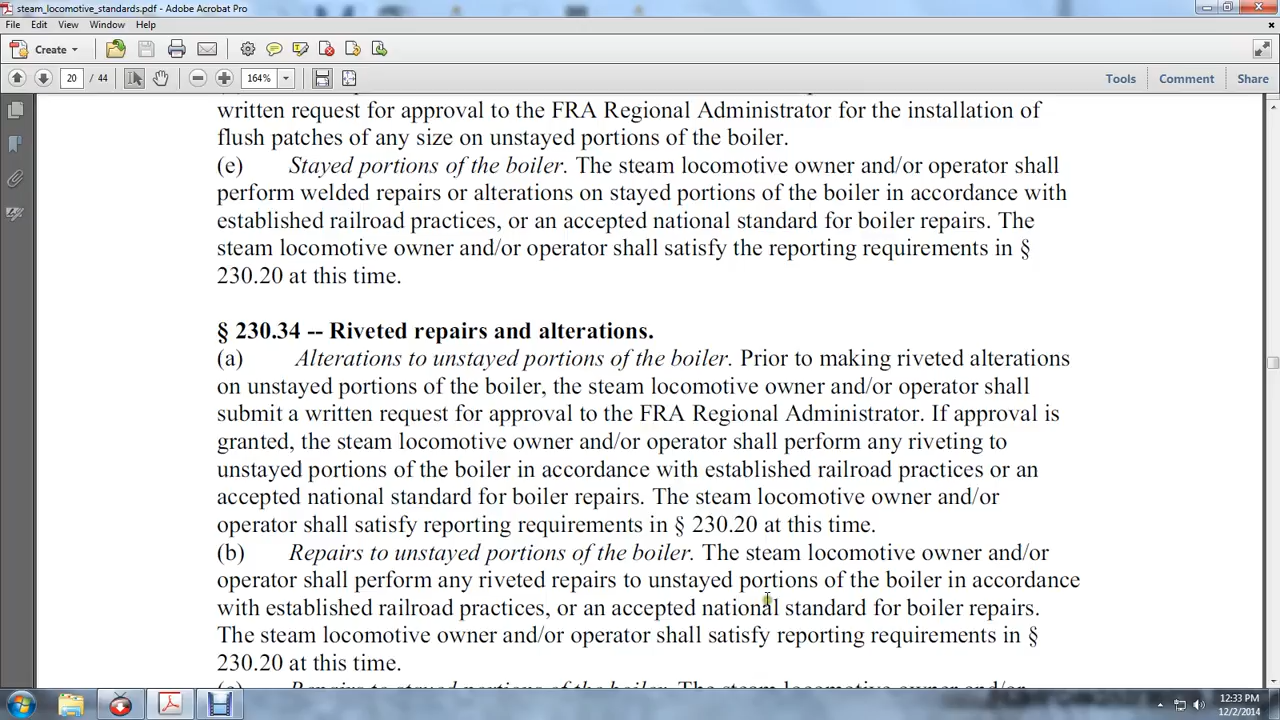 steam_locomotive_standards.pdf - Adobe Acrobat Pro
File Edit View Window Help
Create
20 / 44 164% Tools Comment Share
written request for approval to the FRA Regional Administrator for the installation of
flush patches of any size on unstayed portions of the boiler.
(e) Stayed portions of the boiler. The steam locomotive owner and/or operator shall
perform welded repairs or alterations on stayed portions of the boiler in accordance with
established railroad practices, or an accepted national standard for boiler repairs. The
steam locomotive owner and/or operator shall satisfy the reporting requirements in §
230.20 at this time.
§ 230.34 -- Riveted repairs and alterations.
(a) Alterations to unstayed portions of the boiler. Prior to making riveted alterations
on unstayed portions of the boiler, the steam locomotive owner and/or operator shall
submit a written request for approval to the FRA Regional Administrator. If approval is
granted, the steam locomotive owner and/or operator shall perform any riveting to
unstayed portions of the boiler in accordance with established railroad practices or an
accepted national standard for boiler repairs. The steam locomotive owner and/or
operator shall satisfy reporting requirements in § 230.20 at this time.
(b) Repairs to unstayed portions of the boiler. The steam locomotive owner and/or
operator shall perform any riveted repairs to unstayed portions of the boiler in accordance
with established railroad practices, or an accepted national standard for boiler repairs.
The steam locomotive owner and/or operator shall satisfy reporting requirements in §
230.20 at this time.
Repairs to stayed portions of the boiler. The steam locomotive owner and/or
12:33 PM
12/2/2014